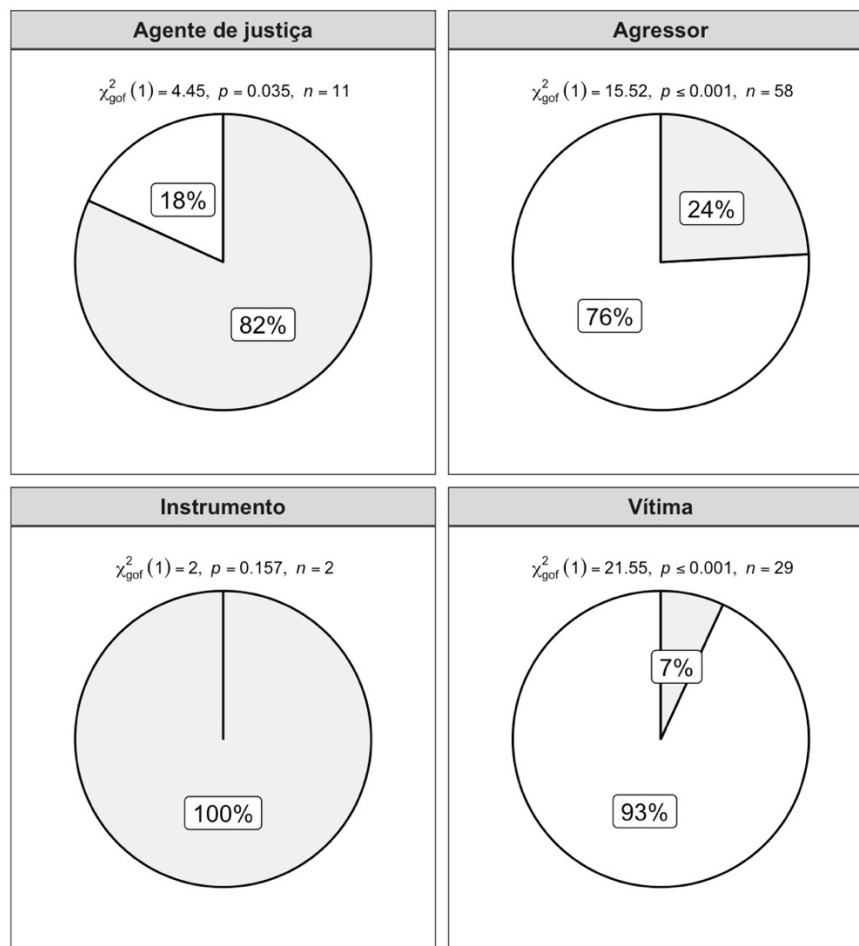 Agente de justiça
χ²gof (1) = 4.45, p = 0.035, n = 11
18%
82%
Agressor
χ²gof (1) = 15.52, p ≤ 0.001, n = 58
24%
76%
Instrumento
χ²gof (1) = 2, p = 0.157, n = 2
100%
Vítima
χ²gof (1) = 21.55, p ≤ 0.001, n = 29
7%
93%